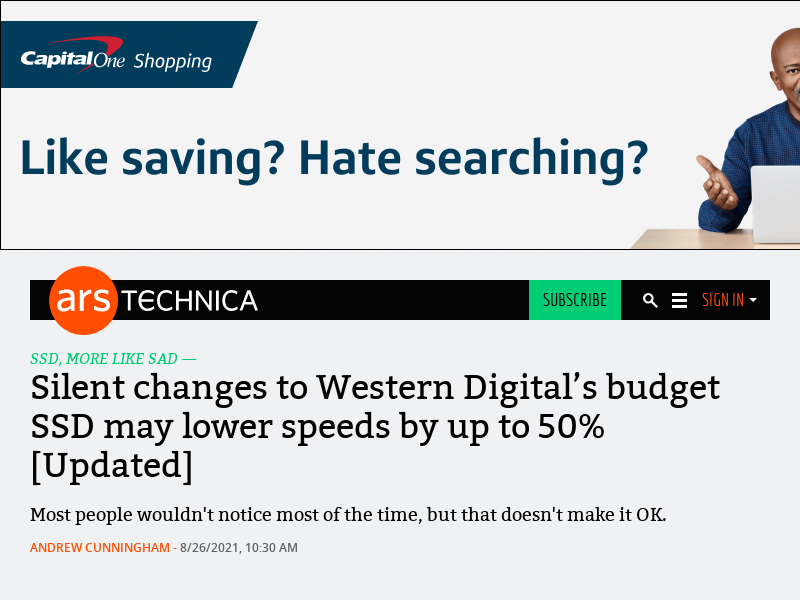 CapitalOne Shopping
Like saving? Hate searching?
ars TECHNICA
SUBSCRIBE
SIGN IN
SSD, MORE LIKE SAD —
Silent changes to Western Digital’s budget
SSD may lower speeds by up to 50%
[Updated]
Most people wouldn't notice most of the time, but that doesn't make it OK.
ANDREW CUNNINGHAM - 8/26/2021, 10:30 AM